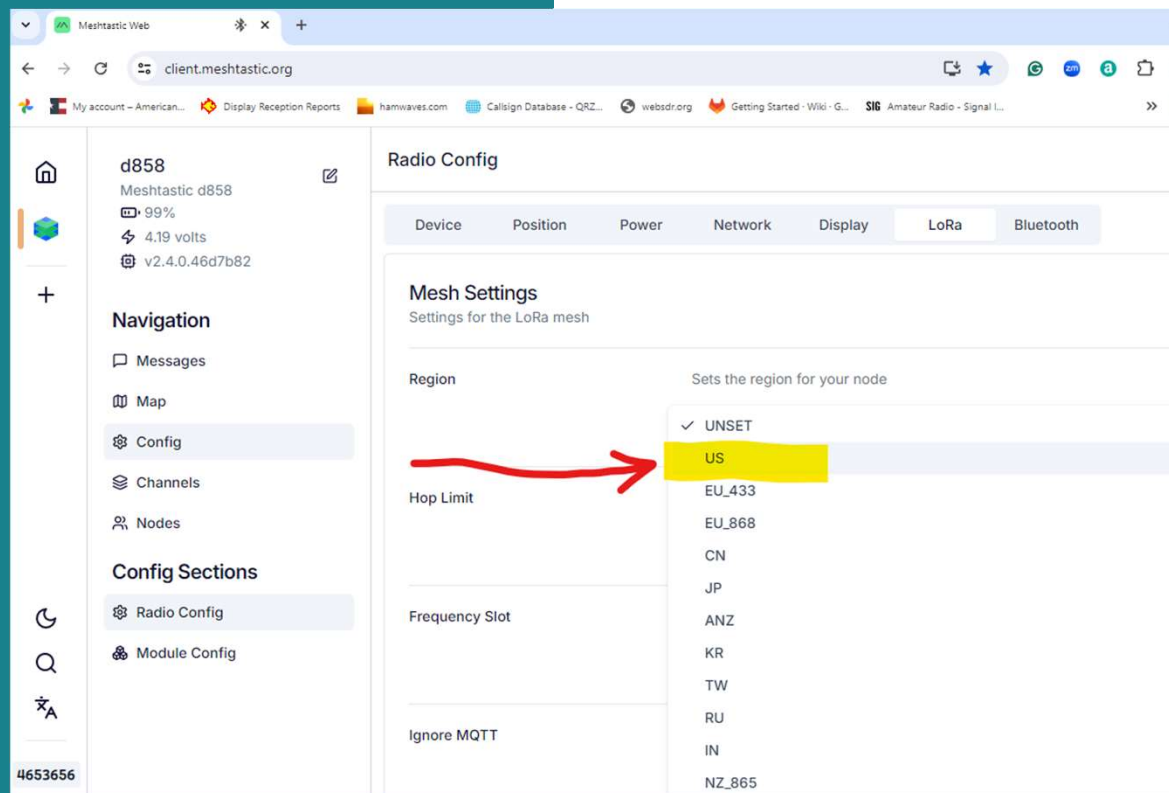 Meshtastic Web
client.meshtastic.org
zm
a
My account – American...
Display Reception Reports
hamwaves.com
Callsign Database - QRZ...
websdr.org
Getting Started · Wiki · G...
SIG Amateur Radio - Signal I...
d858
Meshtastic d858
99%
4.19 volts
v2.4.0.46d7b82
Navigation
Messages
Map
Config
Channels
Nodes
Config Sections
Radio Config
Module Config
4653656
Radio Config
Device Position Power Network Display LoRa Bluetooth
Mesh Settings
Settings for the LoRa mesh
Region
Sets the region for your node
UNSET
US
EU_433
EU_868
CN
JP
ANZ
KR
TW
RU
IN
NZ_865
Hop Limit
Frequency Slot
Ignore MQTT